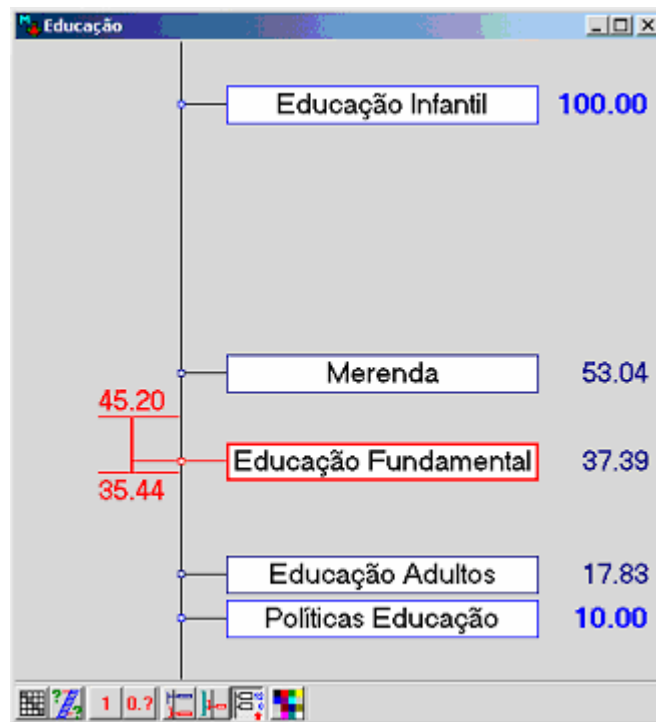 Educação
Educação Infantil 100.00
Merenda 53.04
45.20
Educação Fundamental 37.39
35.44
Educação Adultos 17.83
Políticas Educação 10.00
1 0.?